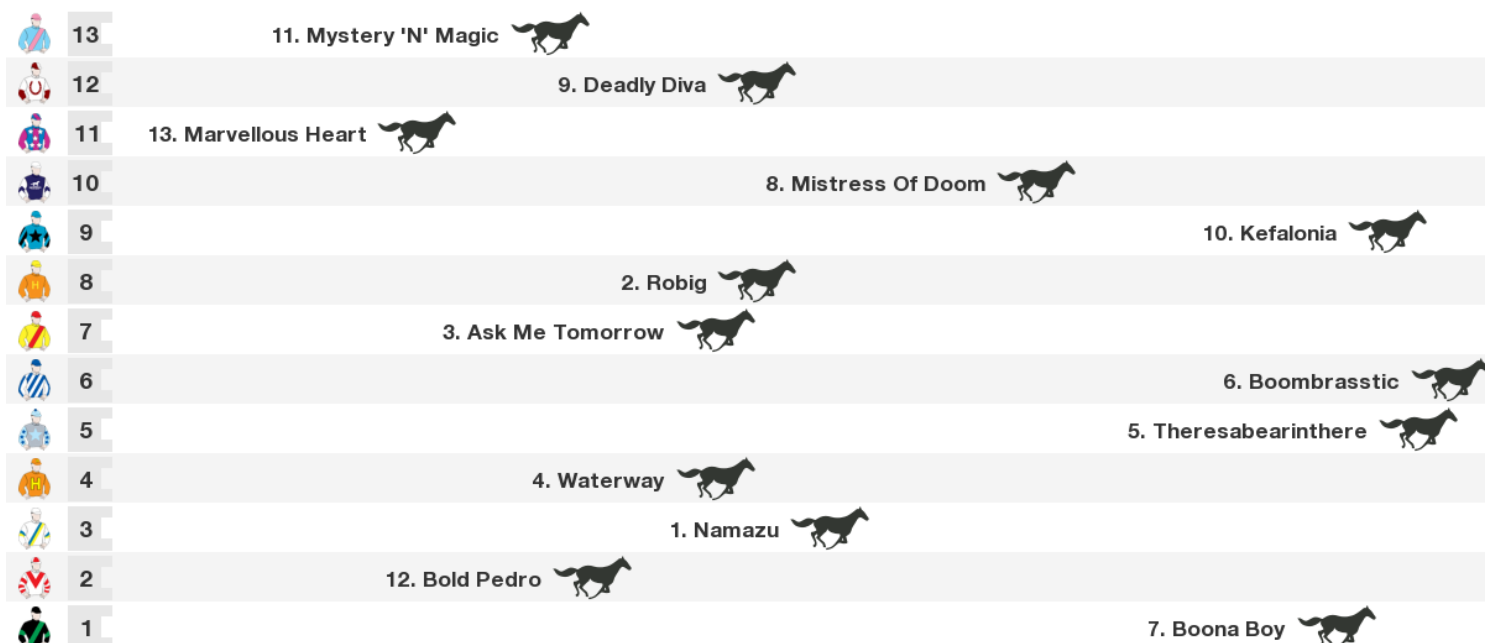 13 11. Mystery 'N' Magic
12 9. Deadly Diva
11 13. Marvellous Heart
10 8. Mistress Of Doom
9 10. Kefalonia
H 8 2. Robig
7 3. Ask Me Tomorrow
6 6. Boombrasstic
5 5. Theresabearinthere
H 4 4. Waterway
3 1. Namazu
2 12. Bold Pedro
1 7. Boona Boy